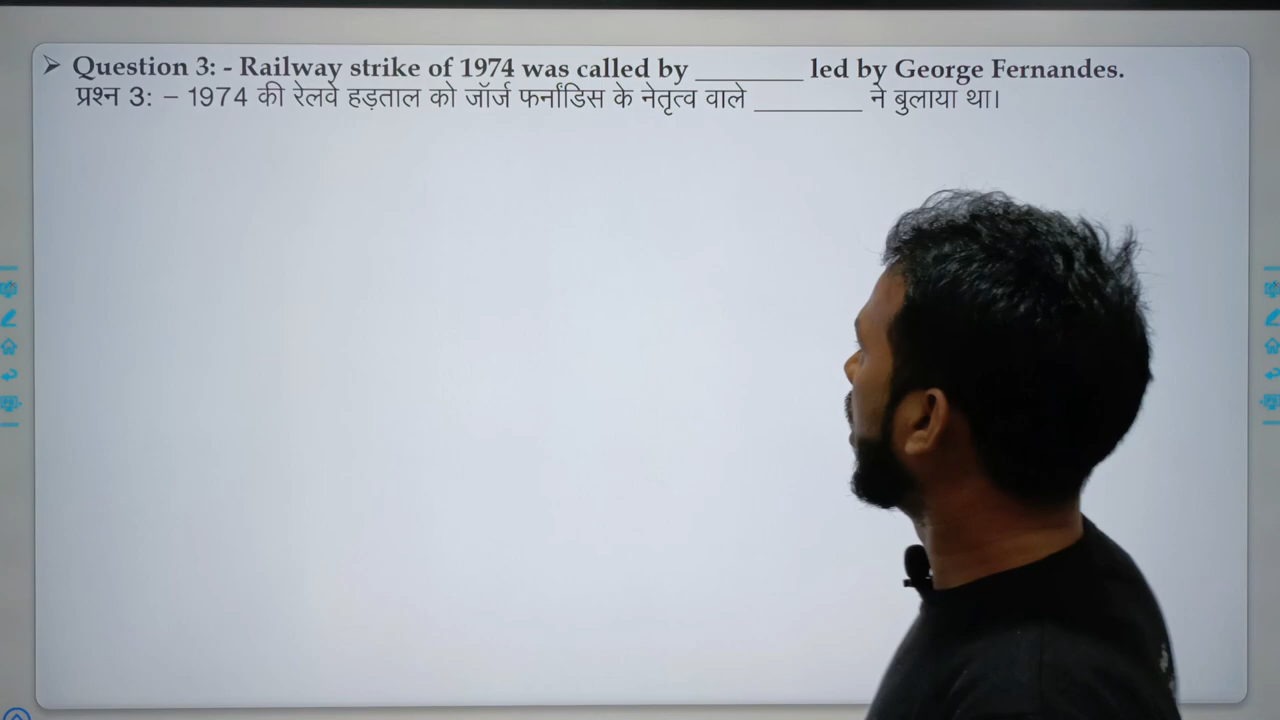 ➢ Question 3: - Railway strike of 1974 was called by ________ led by George Fernandes.
प्रश्न 3: – 1974 की रेलवे हड़ताल को जॉर्ज फर्नांडिस के नेतृत्व वाले ________ ने बुलाया था।